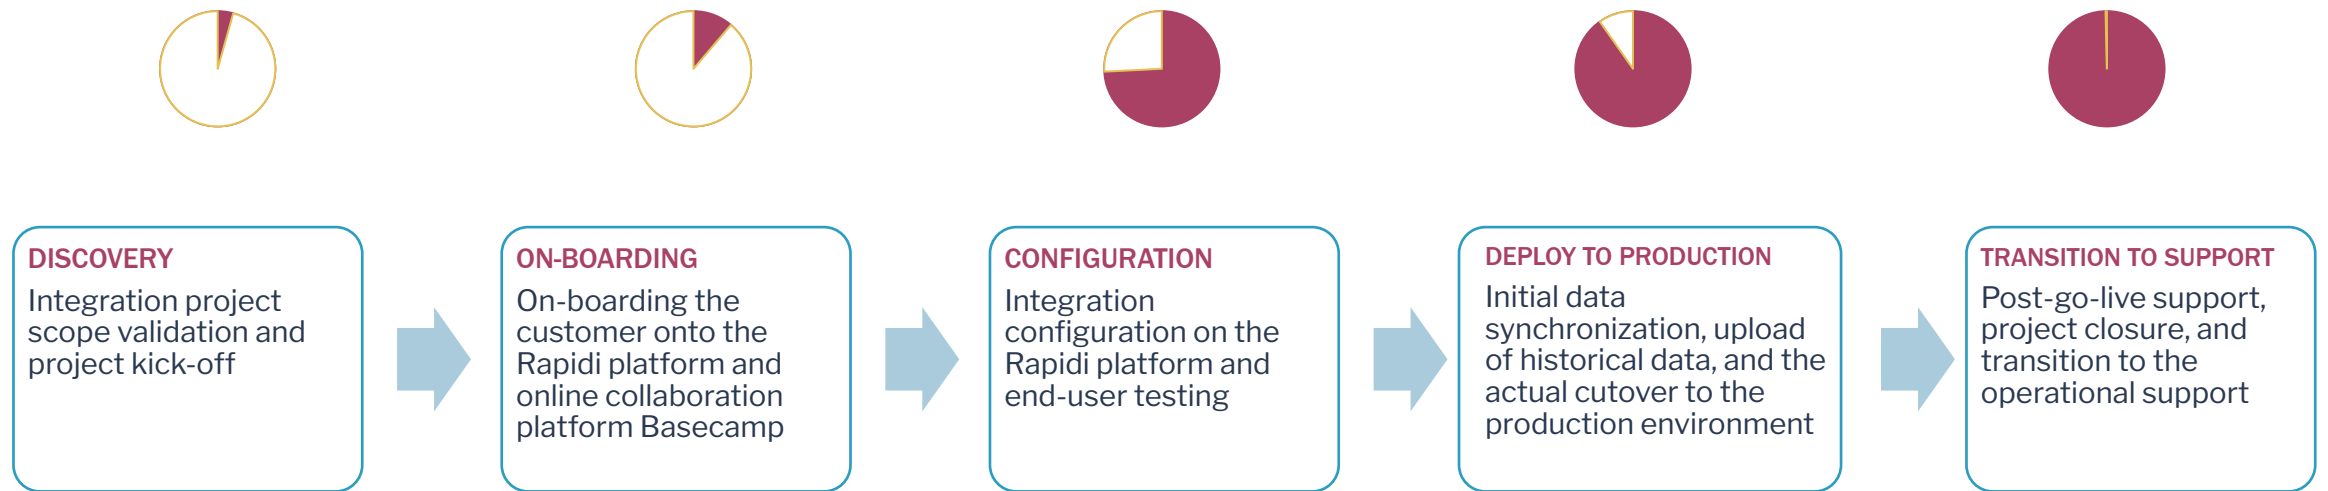 DISCOVERY
Integration project
scope validation and
project kick-off
ON-BOARDING
On-boarding the
customer onto the
Rapidi platform and
online collaboration
platform Basecamp
CONFIGURATION
Integration
configuration on the
Rapidi platform and
end-user testing
DEPLOY TO PRODUCTION
Initial data
synchronization, upload
of historical data, and the
actual cutover to the
production environment
TRANSITION TO SUPPORT
Post-go-live support,
project closure, and
transition to the
operational support